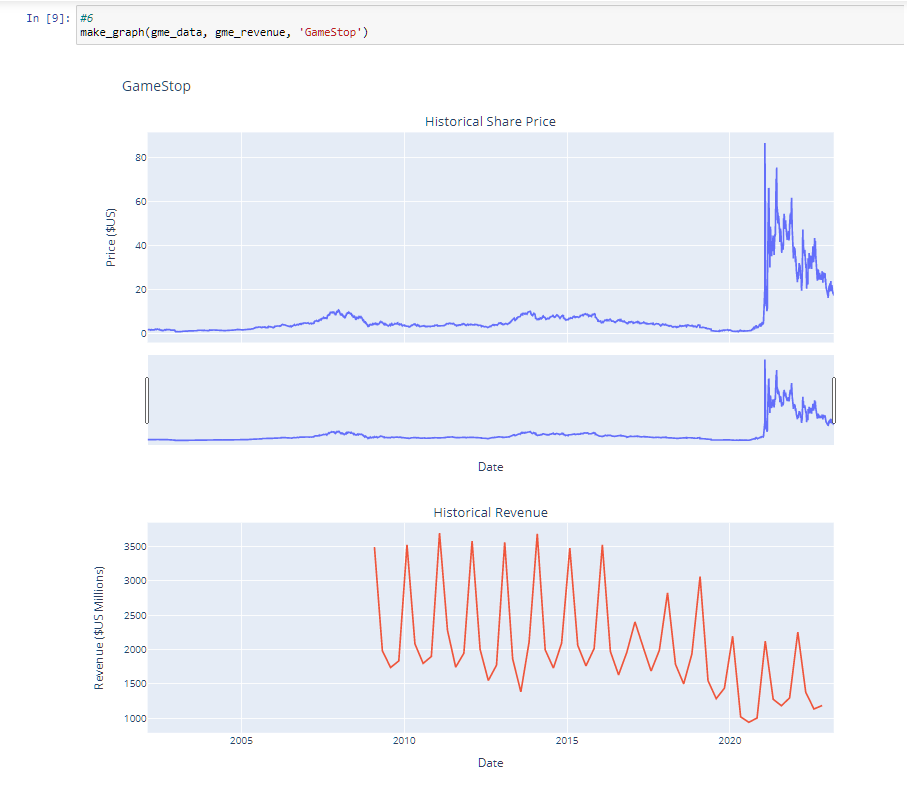 In [9]: #6
make_graph(gme_data, gme_revenue, 'GameStop')
GameStop
Historical Share Price
80
60
40
20
0
Price ($US)
Date
Historical Revenue
3500
3000
2500
2000
1500
1000
Revenue ($US Millions)
2005 2010 2015 2020
Date